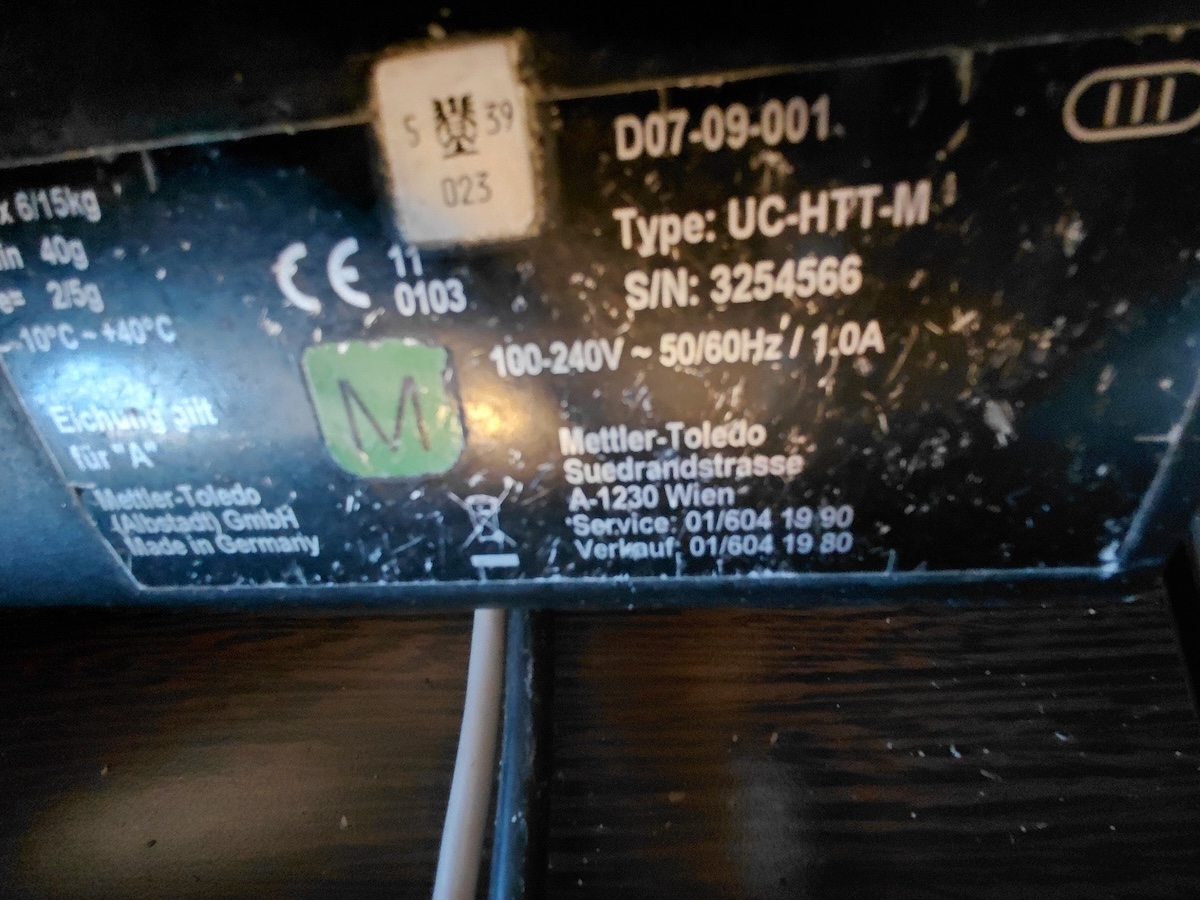 S 39
023
D07-09-001
III
x 6/15kg
in 40g
e= 2/5g
-10°C ~ +40°C
CE 11
0103
Type: UC-HTT-M
S/N: 3254566
100-240V ~ 50/60Hz / 1.0A
M
Eichung gilt
für "A"
Mettler-Toledo
(Albstadt) GmbH
Made in Germany
Mettler-Toledo
Suedrandstrasse
A-1230 Wien
Service: 01/604 19 90
Verkauf: 01/604 19 80